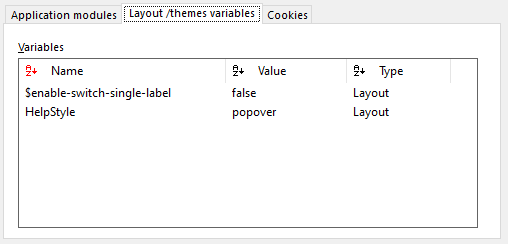 Application modules Layout /themes variables Cookies
Variables
Name Value Type
$enable-switch-single-label false Layout
HelpStyle popover Layout